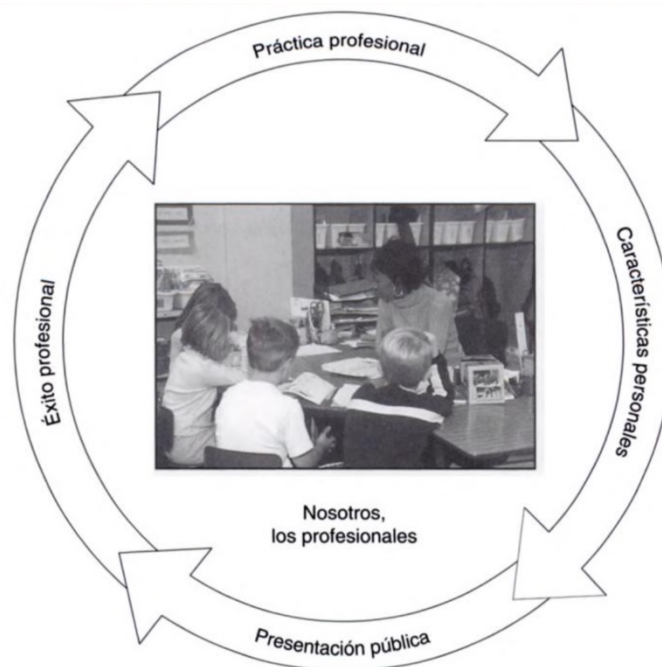 Práctica profesional
Características personales
Éxito profesional
Nosotros,
los profesionales
Presentación pública